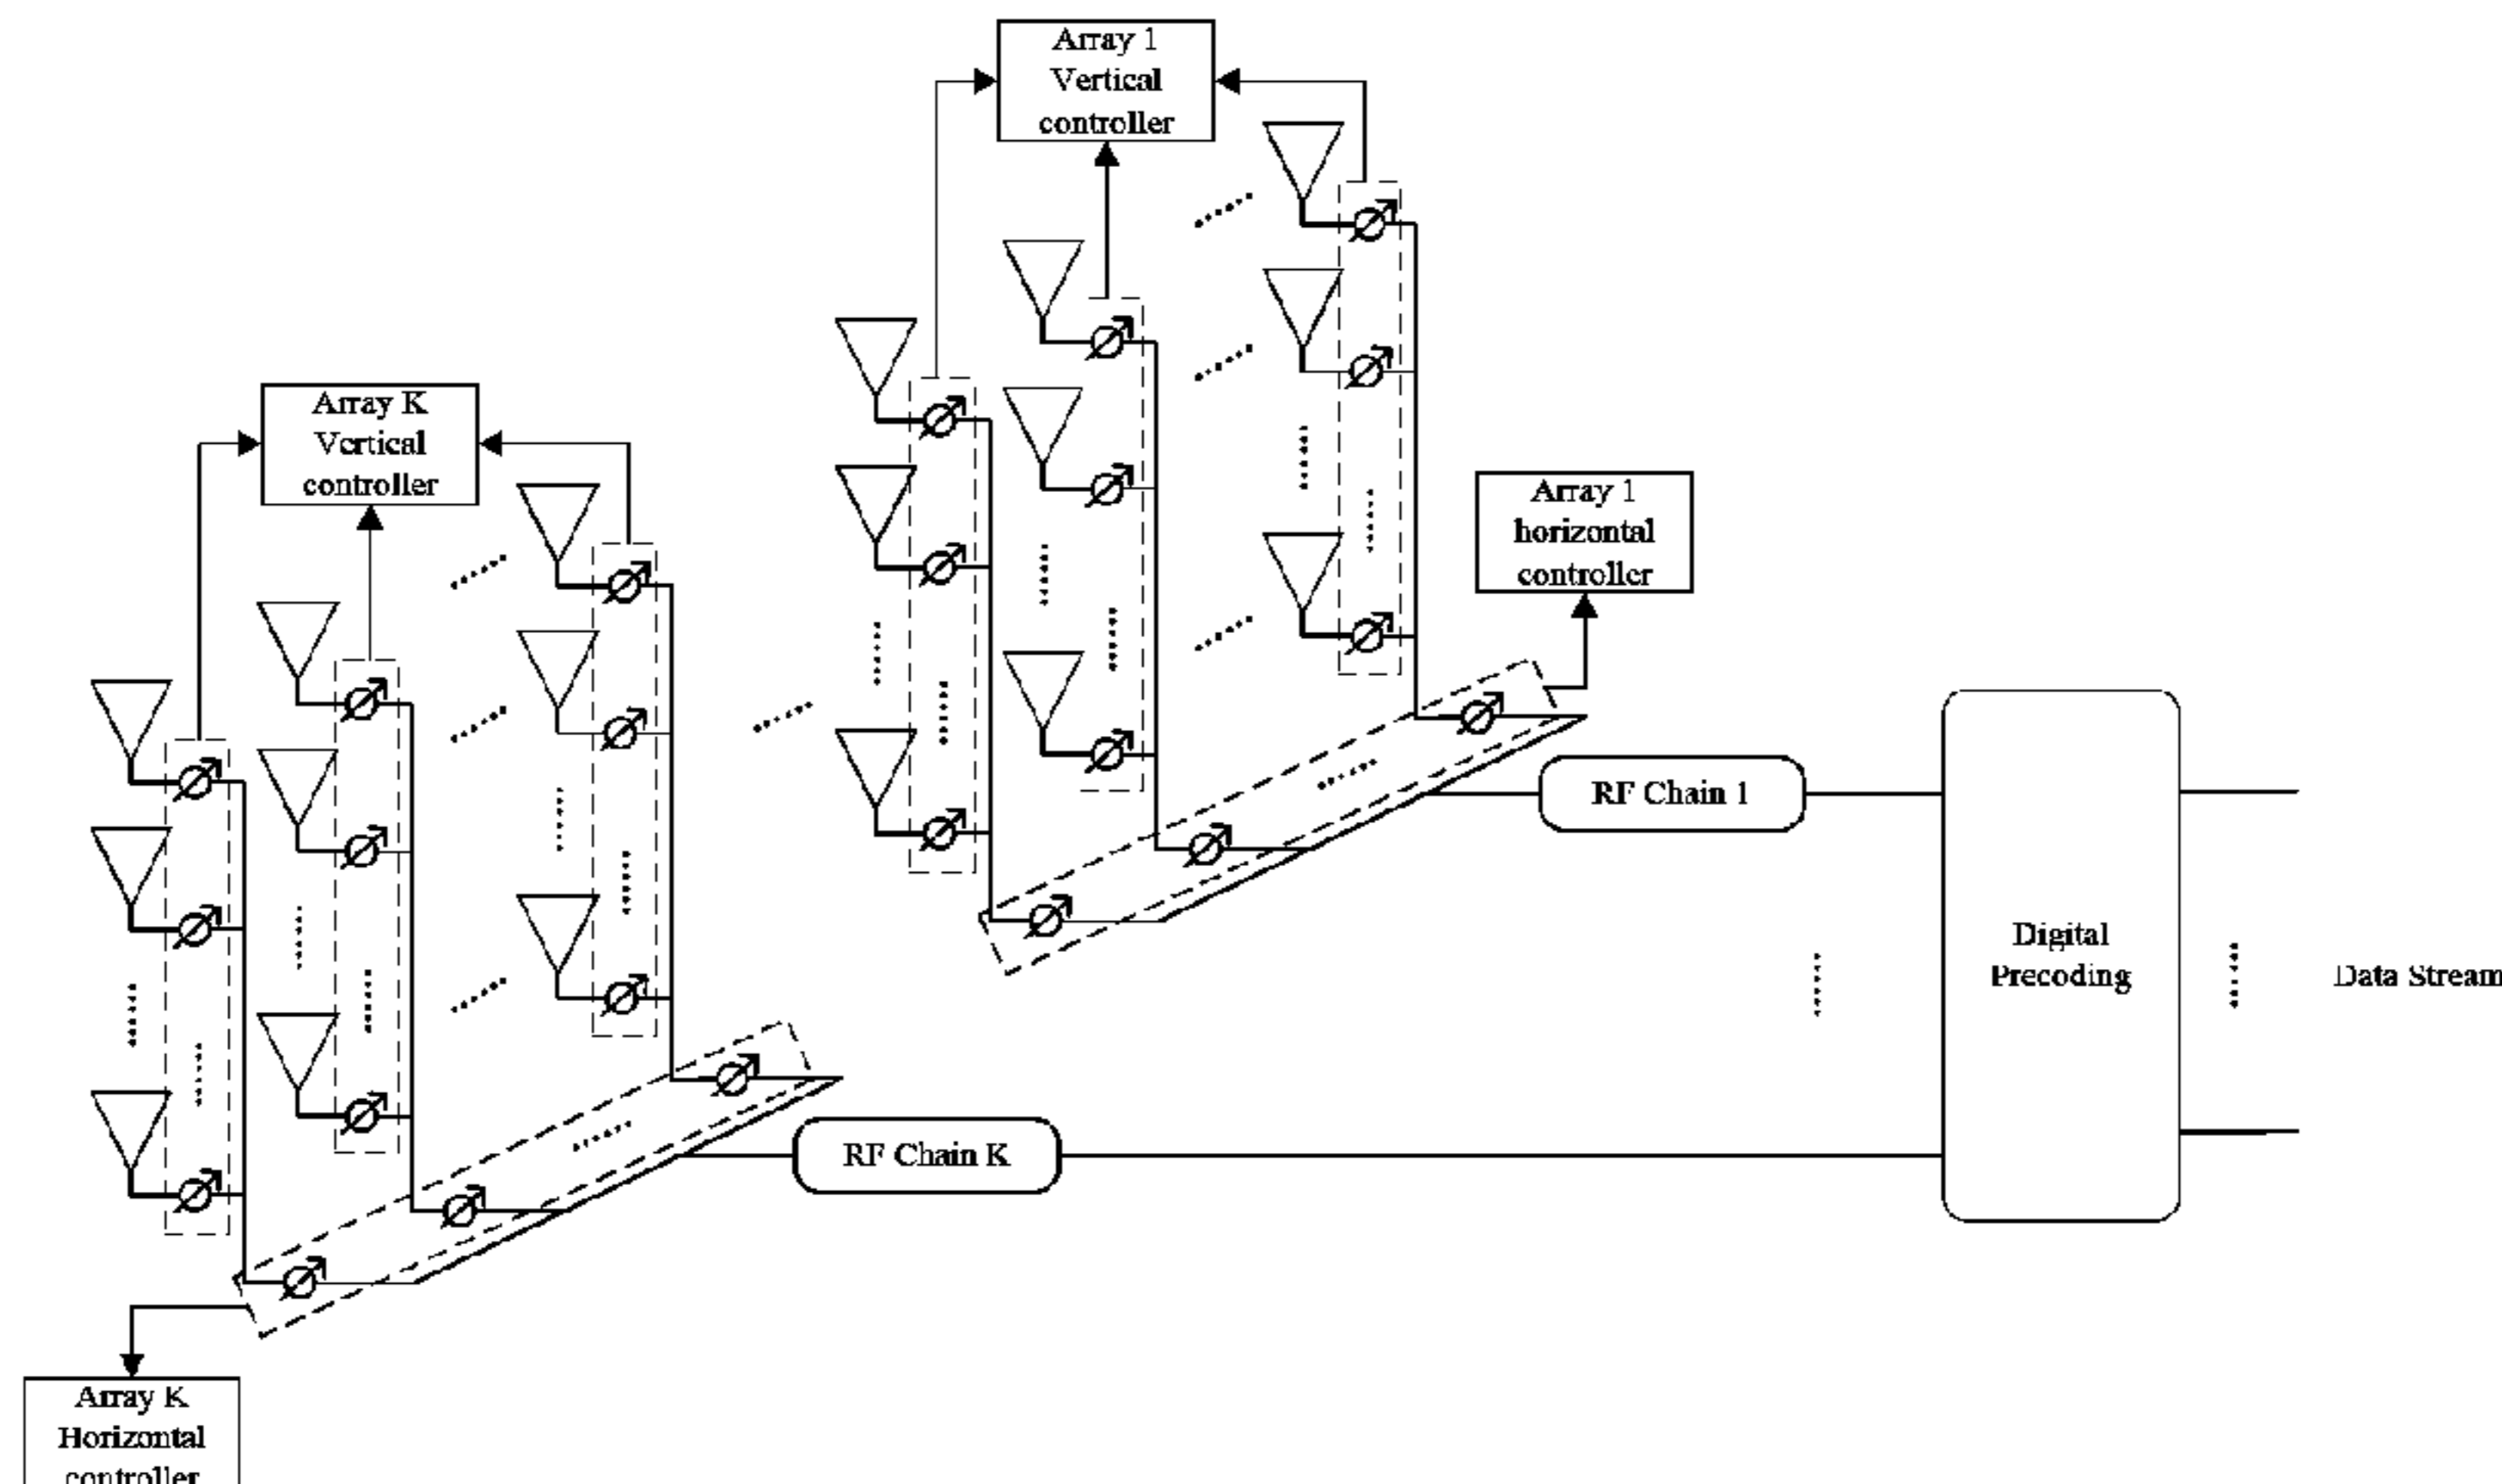 Array 1
Vertical
controller
Array K
Vertical
controller
Array 1
horizontal
controller
RF Chain 1
Digital
Precoding
Data Stream
RF Chain K
Array K
Horizontal
controller